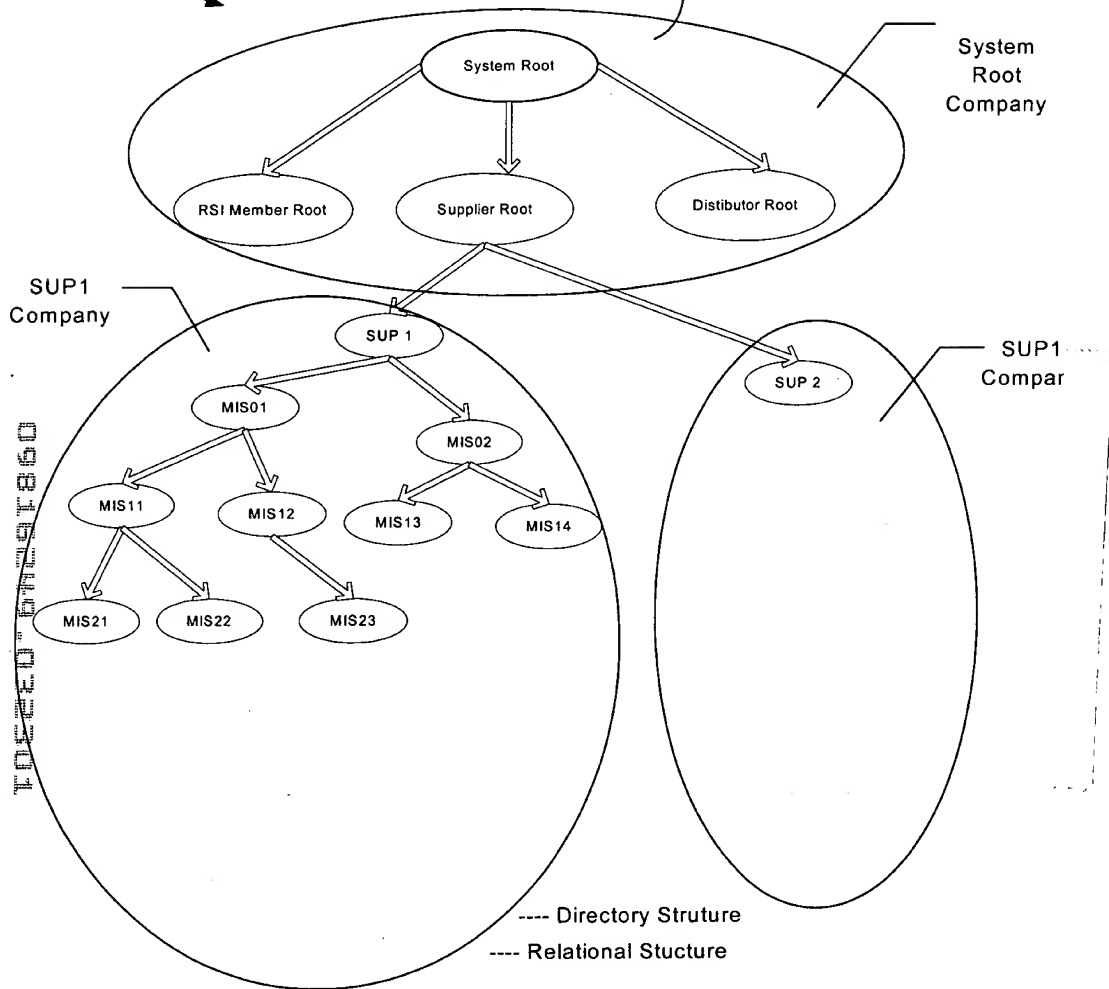 System
Root
Company
System Root
RSI Member Root
Supplier Root
Distibutor Root
SUP1
Company
SUP 1
SUP1
Compar
SUP 2
MIS01
MIS02
MIS11
MIS12
MIS13
MIS14
MIS21
MIS22
MIS23
---- Directory Struture
---- Relational Stucture